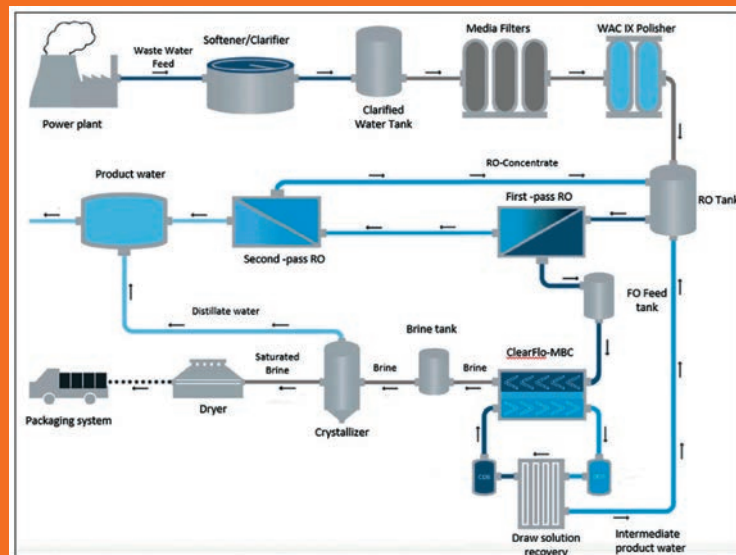 Waste Water
Feed
Softener/Clarifier
Media Filters
WAC IX Polisher
Power plant
Clarified
Water Tank
Product water
RO-Concentrate
First -pass RO
RO Tank
Second -pass RO
FO Feed
tank
Distillate water
Brine tank
ClearFlo-MBC
Saturated
Brine
Brine
Brine
Packaging system
Dryer
Crystallizer
Draw solution
recovery
Intermediate
product water